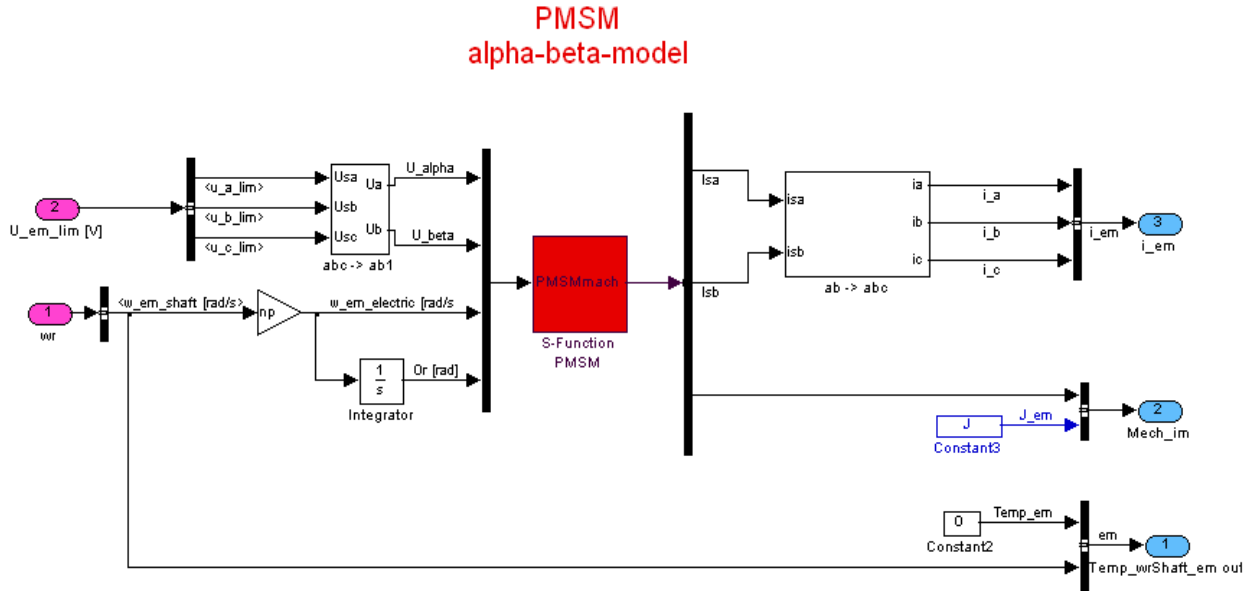 PMSM
alpha-beta-model
2
U_em_lim [V]
<u_a_lim>
<u_b_lim>
<u_c_lim>
Usa
Usb
Usc
Ua
Ub
abc -> ab1
U_alpha
U_beta
1
wr
<w_em_shaft [rad/s>
np
w_em_electric [rad/s
1
s
Integrator
Or [rad]
PMSMmach
S-Function
PMSM
Isa
Isb
isa
isb
ia
ib
ic
ab -> abc
i_a
i_b
i_c
i_em
3
i_em
J
Constant3
J_em
2
Mech_im
0
Constant2
Temp_em
em
1
Temp_wrShaft_em out